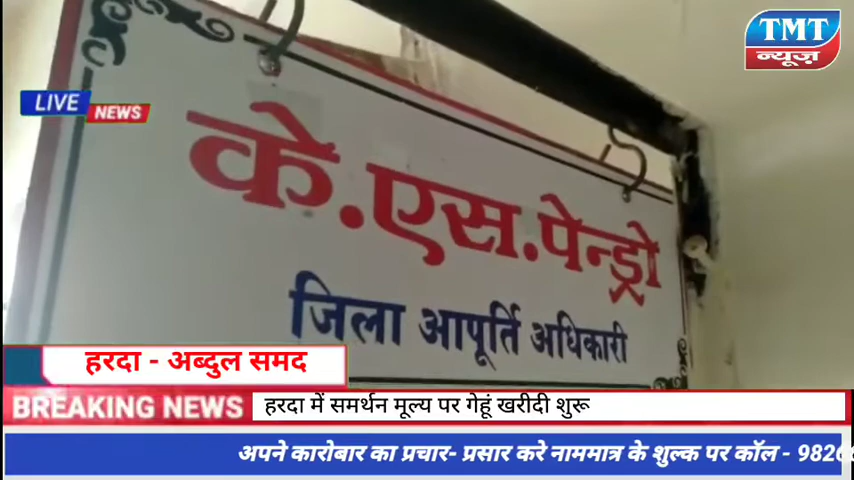 TMT
न्यूज़
LIVE
NEWS
के.एस.पेन्द्रो
जिला आपूर्ति अधिकारी
हरदा - अब्दुल समद
BREAKING NEWS
हरदा में समर्थन मूल्य पर गेहूं खरीदी शुरू
अपने कारोबार का प्रचार- प्रसार करे नाममात्र के शुल्क पर कॉल - 982